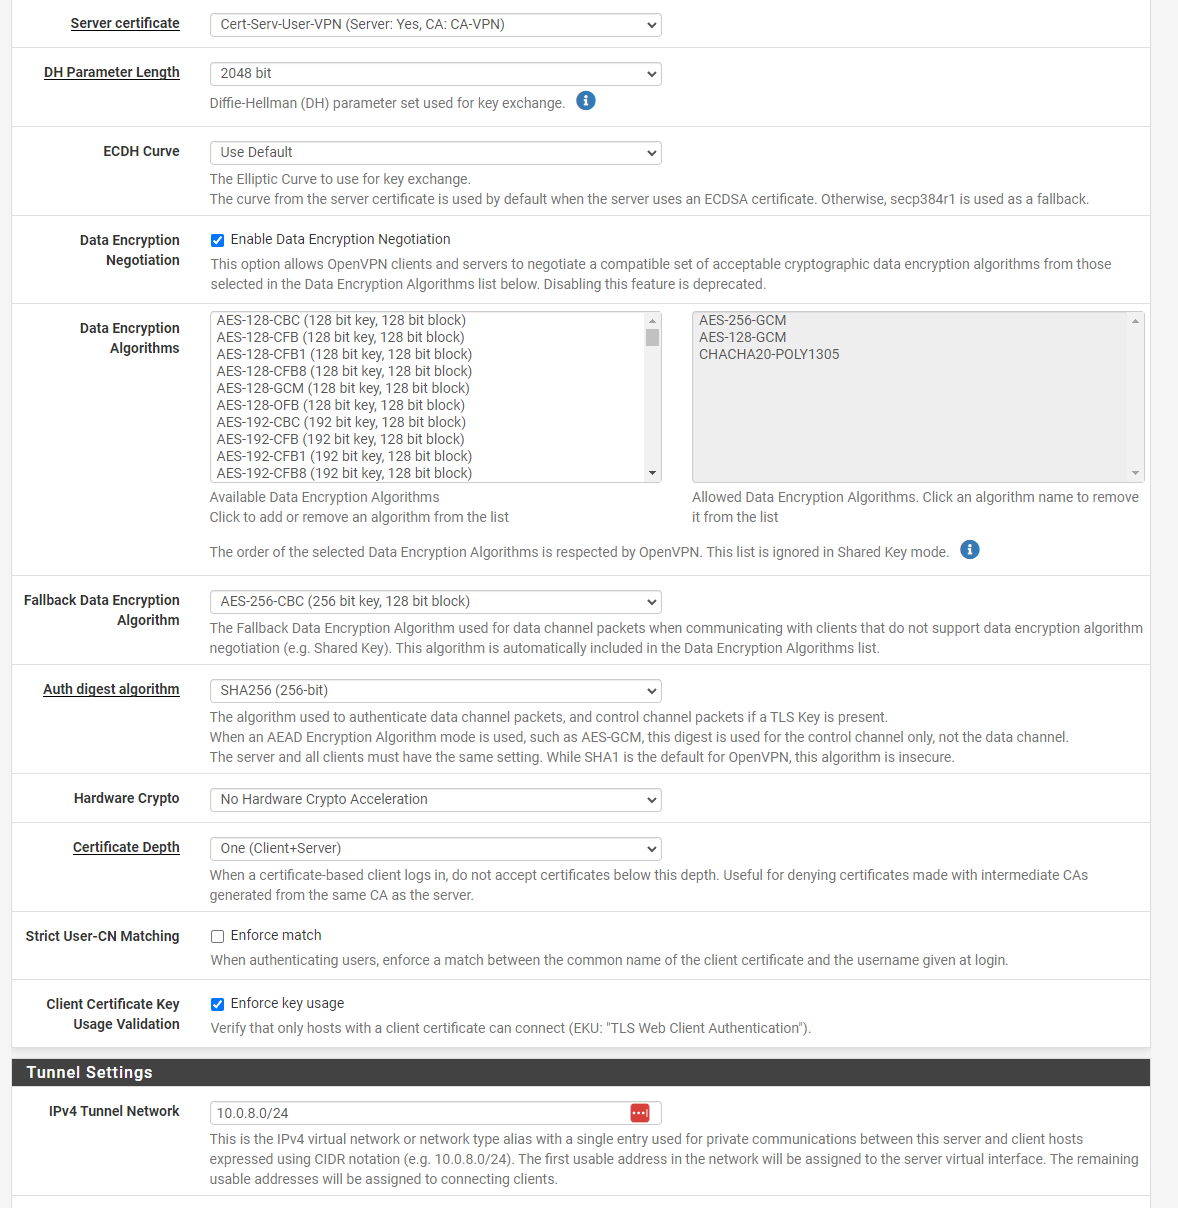 Server certificate
Cert-Serv-User-VPN (Server: Yes, CA: CA-VPN)
DH Parameter Length
2048 bit
Diffie-Hellman (DH) parameter set used for key exchange.
ECDH Curve
Use Default
The Elliptic Curve to use for key exchange.
The curve from the server certificate is used by default when the server uses an ECDSA certificate. Otherwise, secp384r1 is used as a fallback.
Data Encryption
Negotiation
Enable Data Encryption Negotiation
This option allows OpenVPN clients and servers to negotiate a compatible set of acceptable cryptographic data encryption algorithms from those
selected in the Data Encryption Algorithms list below. Disabling this feature is deprecated.
Data Encryption
Algorithms
AES-128-CBC (128 bit key, 128 bit block)
AES-128-CFB (128 bit key, 128 bit block)
AES-128-CFB1 (128 bit key, 128 bit block)
AES-128-CFB8 (128 bit key, 128 bit block)
AES-128-GCM (128 bit key, 128 bit block)
AES-128-OFB (128 bit key, 128 bit block)
AES-192-CBC (192 bit key, 128 bit block)
AES-192-CFB (192 bit key, 128 bit block)
AES-192-CFB1 (192 bit key, 128 bit block)
AES-192-CFB8 (192 bit key, 128 bit block)
Available Data Encryption Algorithms
Click to add or remove an algorithm from the list
AES-256-GCM
AES-128-GCM
CHACHA20-POLY1305
Allowed Data Encryption Algorithms. Click an algorithm name to remove
it from the list
The order of the selected Data Encryption Algorithms is respected by OpenVPN. This list is ignored in Shared Key mode.
Fallback Data Encryption
Algorithm
AES-256-CBC (256 bit key, 128 bit block)
The Fallback Data Encryption Algorithm used for data channel packets when communicating with clients that do not support data encryption algorithm
negotiation (e.g. Shared Key). This algorithm is automatically included in the Data Encryption Algorithms list.
Auth digest algorithm
SHA256 (256-bit)
The algorithm used to authenticate data channel packets, and control channel packets if a TLS Key is present.
When an AEAD Encryption Algorithm mode is used, such as AES-GCM, this digest is used for the control channel only, not the data channel.
The server and all clients must have the same setting. While SHA1 is the default for OpenVPN, this algorithm is insecure.
Hardware Crypto
No Hardware Crypto Acceleration
Certificate Depth
One (Client+Server)
When a certificate-based client logs in, do not accept certificates below this depth. Useful for denying certificates made with intermediate CAs
generated from the same CA as the server.
Strict User-CN Matching
Enforce match
When authenticating users, enforce a match between the common name of the client certificate and the username given at login.
Client Certificate Key
Usage Validation
Enforce key usage
Verify that only hosts with a client certificate can connect (EKU: "TLS Web Client Authentication").
Tunnel Settings
IPv4 Tunnel Network
10.0.8.0/24
This is the IPv4 virtual network or network type alias with a single entry used for private communications between this server and client hosts
expressed using CIDR notation (e.g. 10.0.8.0/24). The first usable address in the network will be assigned to the server virtual interface. The remaining
usable addresses will be assigned to connecting clients.